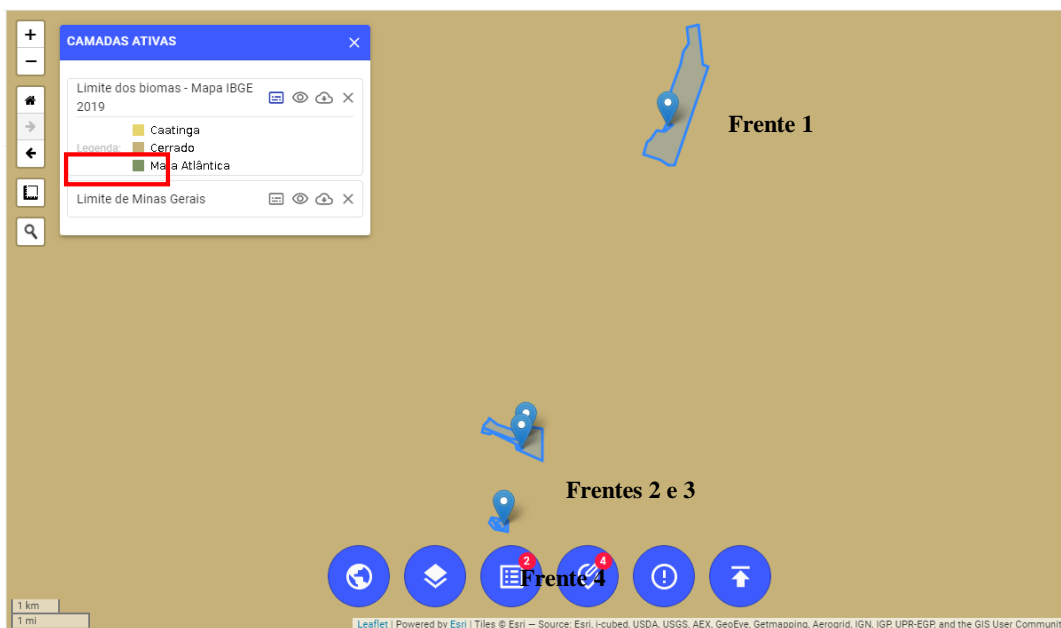 +
CAMADAS ATIVAS
−
Limite dos biomas - Mapa IBGE
2019
Legenda:
Caatinga
Cerrado
Mata Atlântica
Limite de Minas Gerais
Frente 1
Frentes 2 e 3
2
4
Frente 4
1 km
1 mi
Leaflet | Powered by Esri | Tiles © Esri — Source: Esri, i-cubed, USDA, USGS, AEX, GeoEye, Getmapping, Aerogrid, IGN, IGP, UPR-EGP, and the GIS User Communit